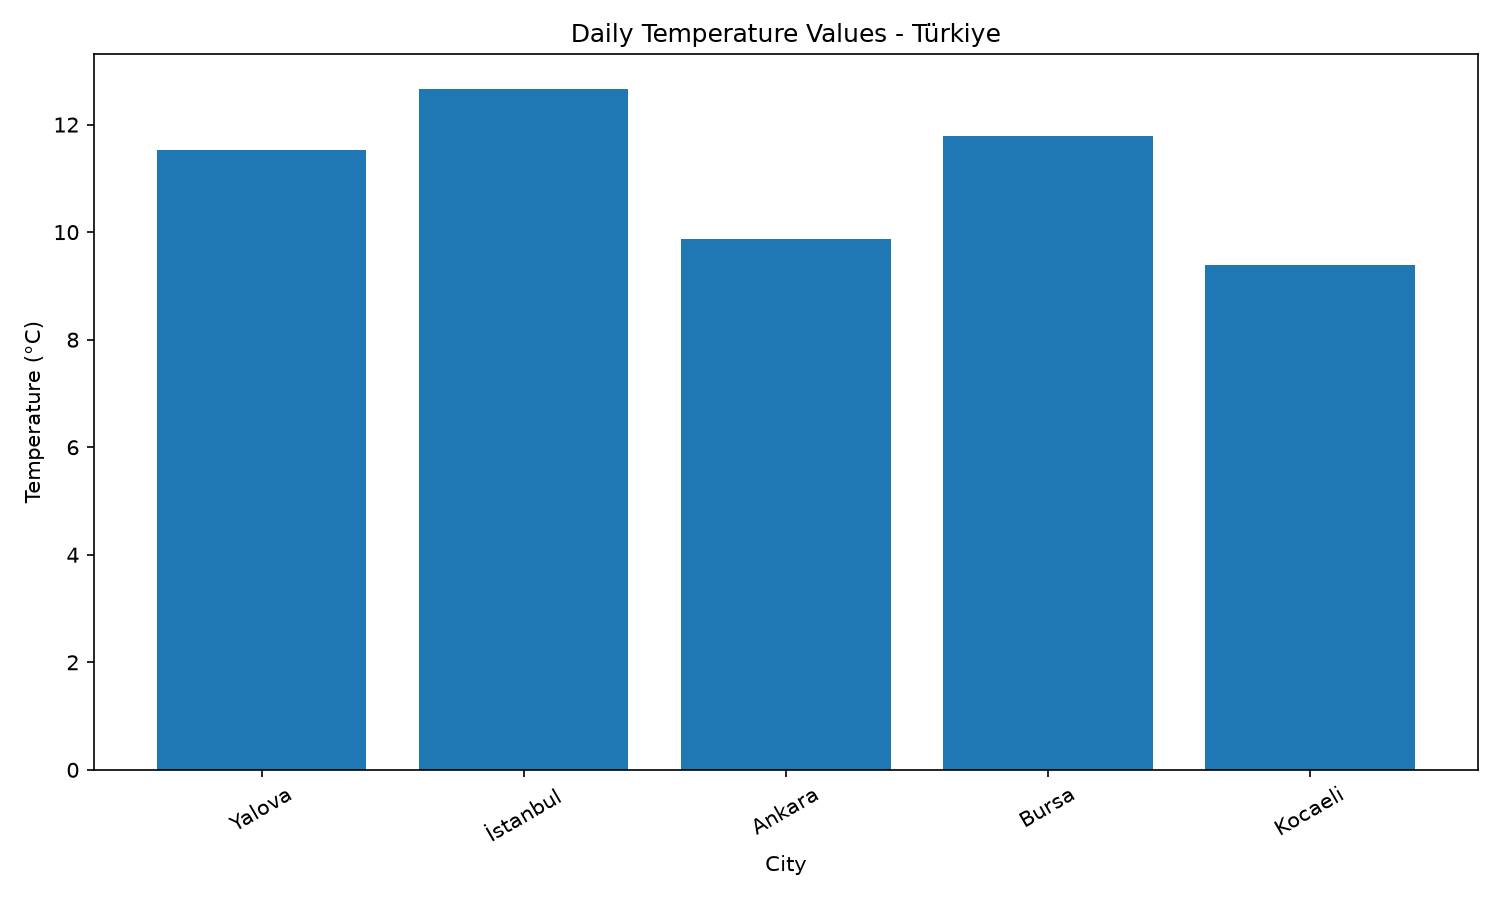 Daily Temperature Values - Türkiye
Temperature (°C)
12
10
8
6
4
2
0
Yalova
İstanbul
Ankara
Bursa
Kocaeli
City